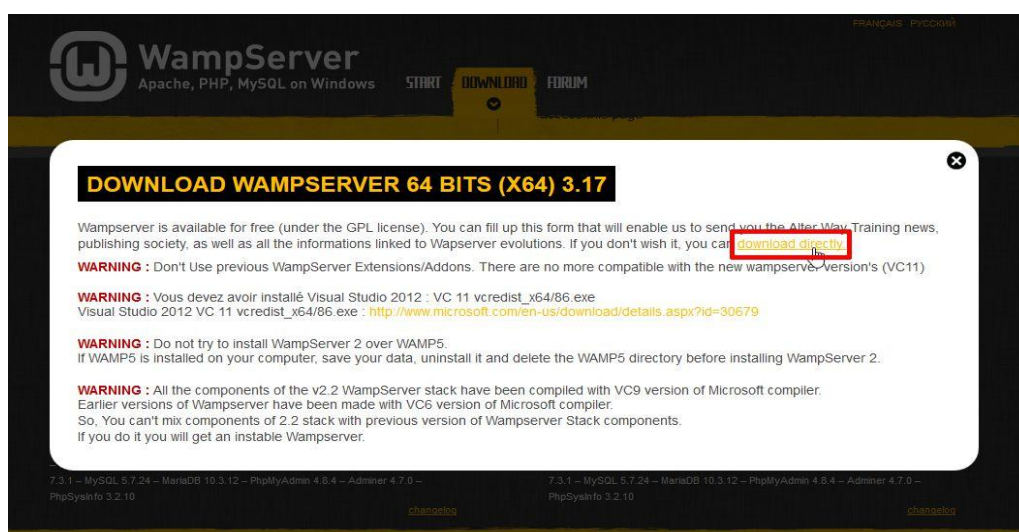 FRANÇAIS РУССКИЙ
WampServer
Apache, PHP, MySQL on Windows
START DOWNLOAD FORUM
DOWNLOAD WAMPSERVER 64 BITS (X64) 3.17
Wampserver is available for free (under the GPL license). You can fill up this form that will enable us to send you the Alter Way Training news,
publishing society, as well as all the informations linked to Wapserver evolutions. If you don't wish it, you can download directly.
WARNING : Don't Use previous WampServer Extensions/Addons. There are no more compatible with the new wampserver version's (VC11)
WARNING : Vous devez avoir installé Visual Studio 2012 : VC 11 vcredist_x64/86.exe
Visual Studio 2012 VC 11 vcredist_x64/86.exe : http://www.microsoft.com/en-us/download/details.aspx?id=30679
WARNING : Do not try to install WampServer 2 over WAMP5.
If WAMP5 is installed on your computer, save your data, uninstall it and delete the WAMP5 directory before installing WampServer 2.
WARNING : All the components of the v2.2 WampServer stack have been compiled with VC9 version of Microsoft compiler.
Earlier versions of Wampserver have been made with VC6 version of Microsoft compiler.
So, You can't mix components of 2.2 stack with previous version of Wampserver Stack components.
If you do it you will get an instable Wampserver.
7.3.1 – MySQL 5.7.24 – MariaDB 10.3.12 – PhpMyAdmin 4.8.4 – Adminer 4.7.0 –
PhpSysInfo 3.2.10
changelog
7.3.1 – MySQL 5.7.24 – MariaDB 10.3.12 – PhpMyAdmin 4.8.4 – Adminer 4.7.0 –
PhpSysInfo 3.2.10
changelog